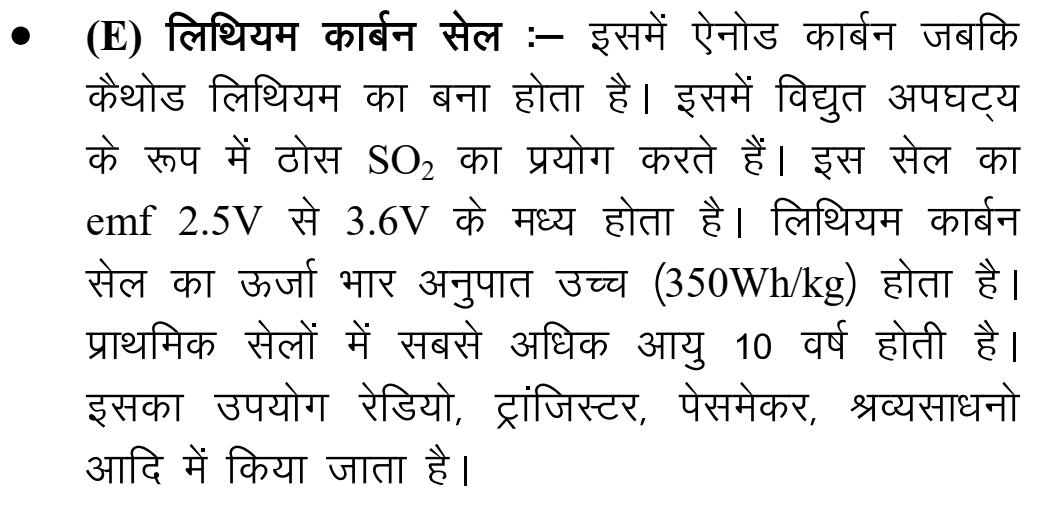 • (E) लिथियम कार्बन सेल :– इसमें ऐनोड कार्बन जबकि
कैथोड लिथियम का बना होता है। इसमें विद्युत अपघट्य
के रूप में ठोस SO₂ का प्रयोग करते हैं। इस सेल का
emf 2.5V से 3.6V के मध्य होता है। लिथियम कार्बन
सेल का ऊर्जा भार अनुपात उच्च (350Wh/kg) होता है।
प्राथमिक सेलों में सबसे अधिक आयु 10 वर्ष होती है।
इसका उपयोग रेडियो, ट्रांजिस्टर, पेसमेकर, श्रव्यसाधनो
आदि में किया जाता है।